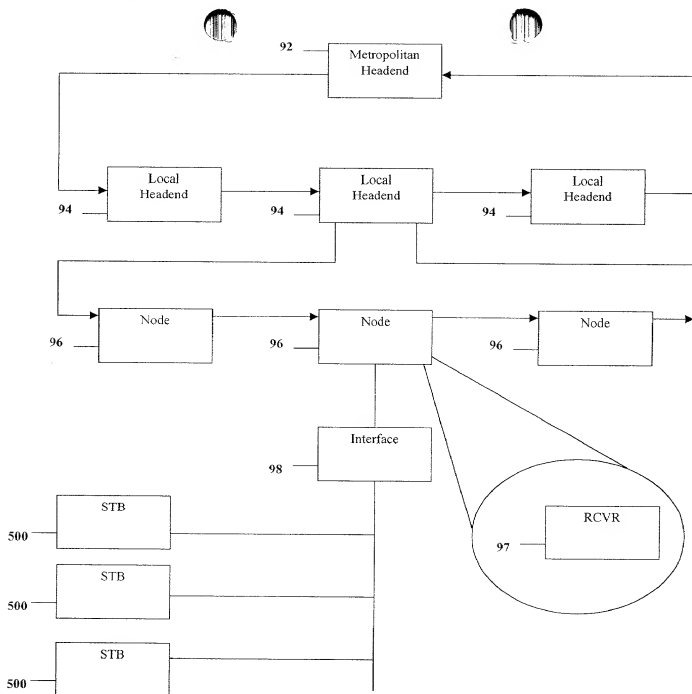 92
Metropolitan
Headend
Local
Headend
94
Local
Headend
94
Local
Headend
94
Node
96
Node
96
Node
96
Interface
98
STB
500
STB
500
STB
500
RCVR
97